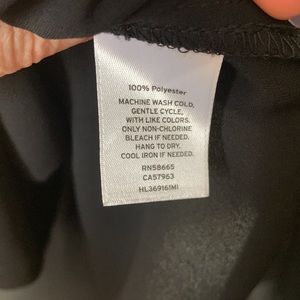 100% Polyester
MACHINE WASH COLD,
GENTLE CYCLE,
WITH LIKE COLORS.
ONLY NON-CHLORINE
BLEACH IF NEEDED.
HANG TO DRY.
COOL IRON IF NEEDED.
RN58665
CA57963
HL369161MI